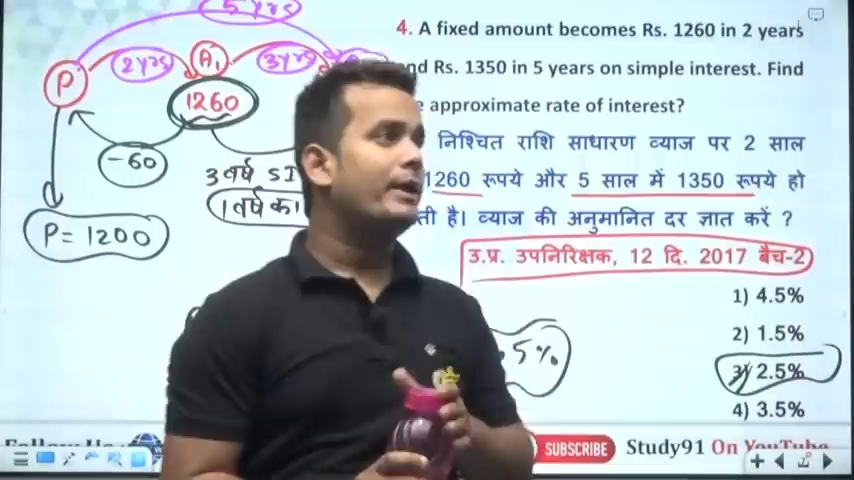 5 yrs
4. A fixed amount becomes Rs. 1260 in 2 years
and Rs. 1350 in 5 years on simple interest. Find
approximate rate of interest?
निश्चित राशि साधारण व्याज पर 2 साल
1260 रूपये और 5 साल में 1350 रूपये हो
है। व्याज की अनुमानित दर ज्ञात करें ?
उ.प्र. उपनिरिक्षक, 12 दि. 2017 बैच-2
1) 4.5%
2) 1.5%
3) 2.5%
4) 3.5%
P
2 yrs
A₁
3 yrs
1260
-60
3 वर्ष SI
1 वर्ष का
P = 1200
5%
SUBSCRIBE
Study91 On YouTube